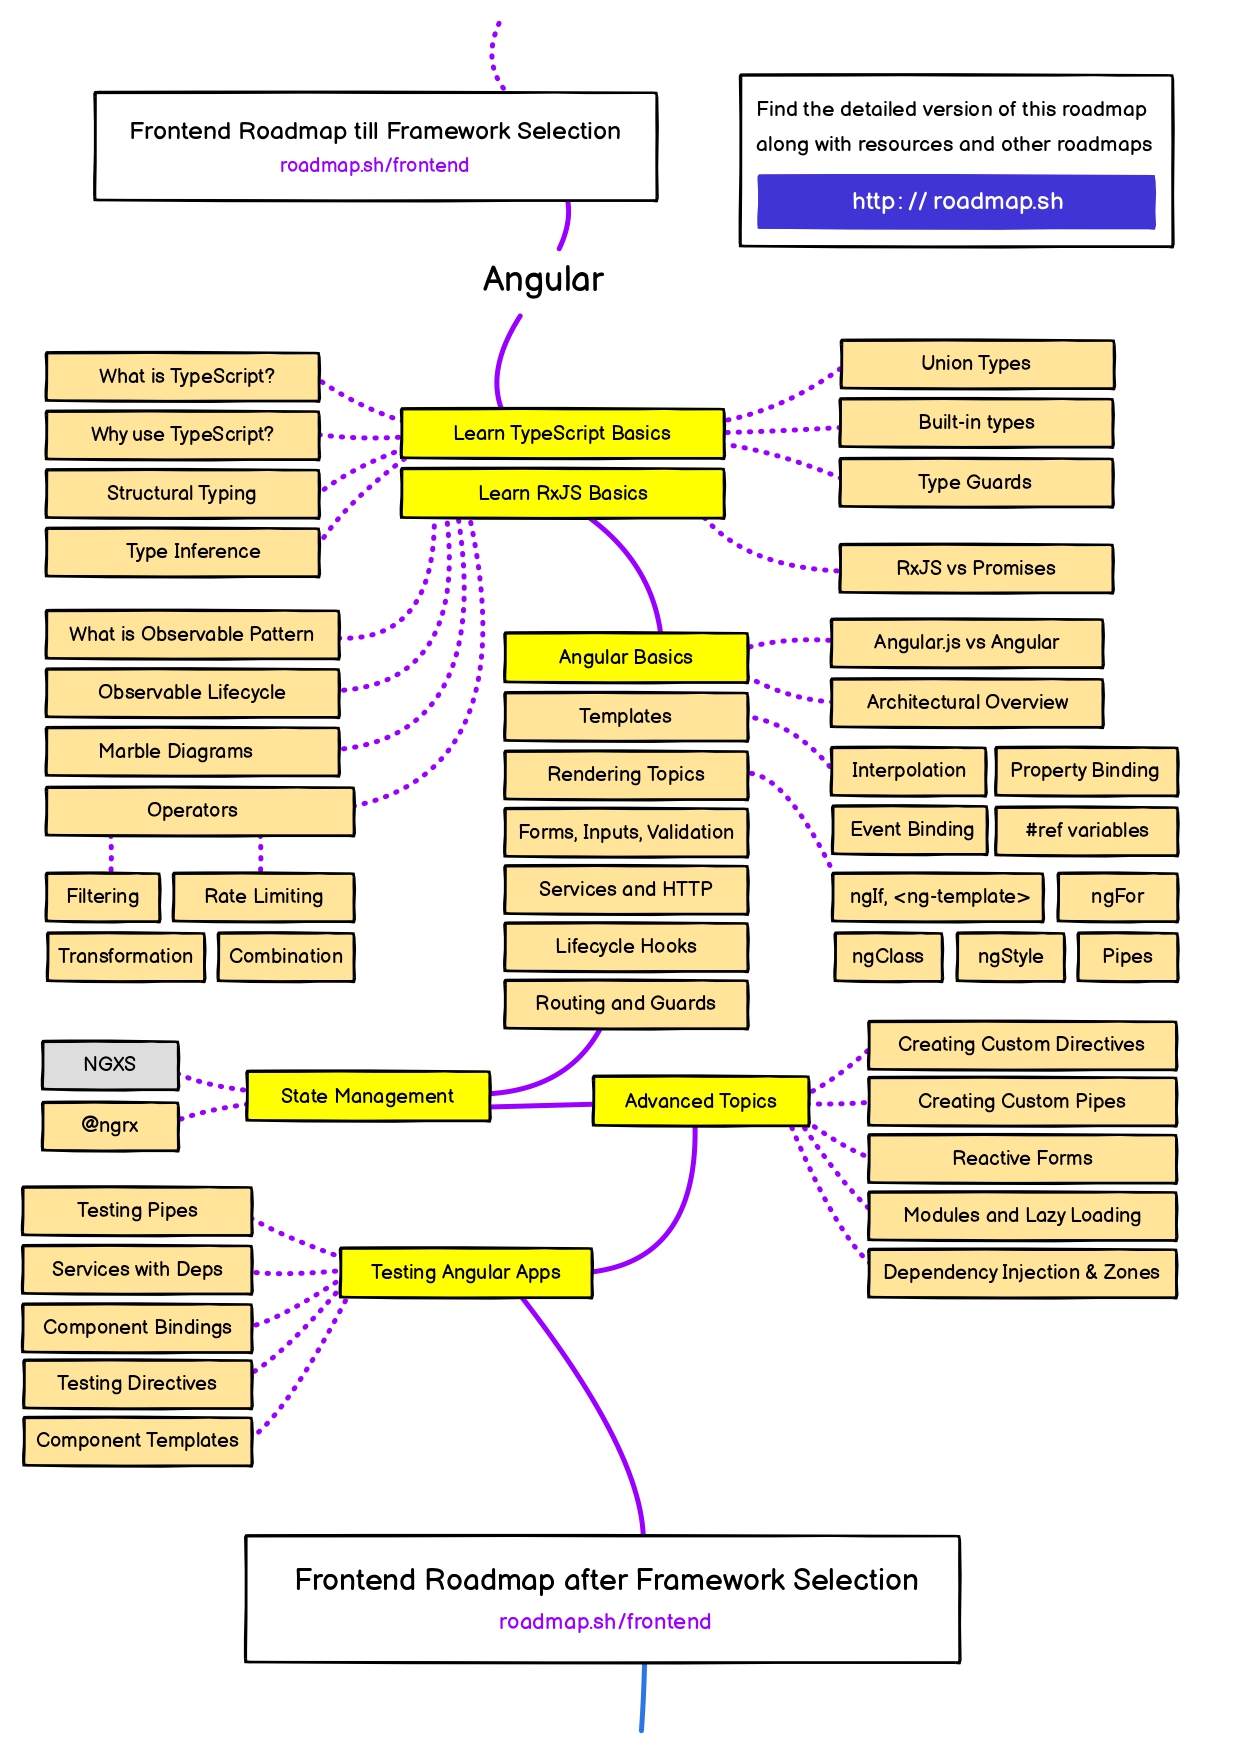 Frontend Roadmap till Framework Selection
roadmap.sh/frontend
Find the detailed version of this roadmap
along with resources and other roadmaps
http://roadmap.sh
Angular
What is TypeScript?
Why use TypeScript?
Structural Typing
Type Inference
Learn TypeScript Basics
Learn RxJS Basics
Union Types
Built-in types
Type Guards
RxJS vs Promises
What is Observable Pattern
Observable Lifecycle
Marble Diagrams
Operators
Filtering
Rate Limiting
Transformation
Combination
Angular Basics
Templates
Rendering Topics
Forms, Inputs, Validation
Services and HTTP
Lifecycle Hooks
Routing and Guards
Angular.js vs Angular
Architectural Overview
Interpolation
Property Binding
Event Binding
#ref variables
ngIf, <ng-template>
ngFor
ngClass
ngStyle
Pipes
NGXS
@ngrx
State Management
Advanced Topics
Creating Custom Directives
Creating Custom Pipes
Reactive Forms
Modules and Lazy Loading
Dependency Injection & Zones
Testing Pipes
Services with Deps
Component Bindings
Testing Directives
Component Templates
Testing Angular Apps
Frontend Roadmap after Framework Selection
roadmap.sh/frontend